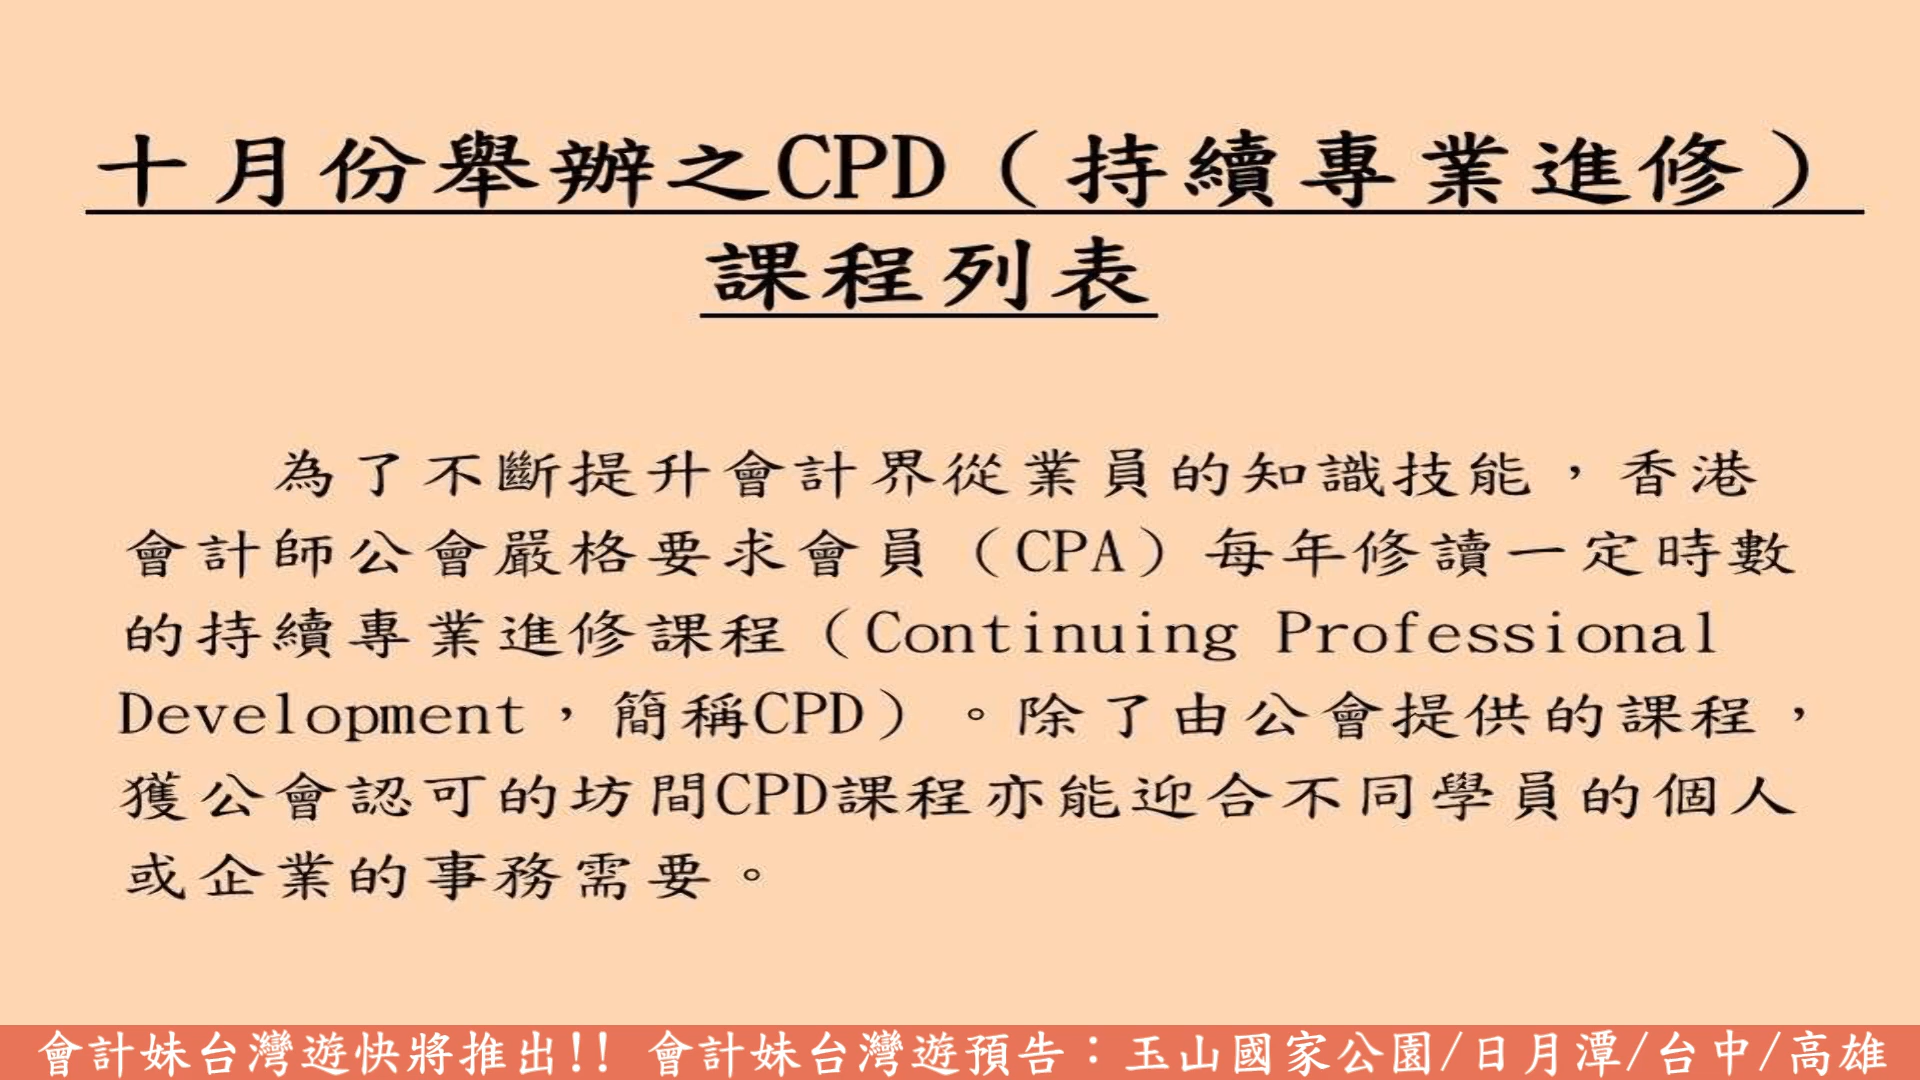 十月份舉辦之CPD（持續專業進修）
課程列表
為了不斷提升會計界從業員的知識技能，香港
會計師公會嚴格要求會員（CPA）每年修讀一定時數
的持續專業進修課程（Continuing Professional
Development，簡稱CPD）。除了由公會提供的課程，
獲公會認可的坊間CPD課程亦能迎合不同學員的個人
或企業的事務需要。
會計妹台灣遊快將推出!! 會計妹台灣遊預告：玉山國家公園/日月潭/台中/高雄